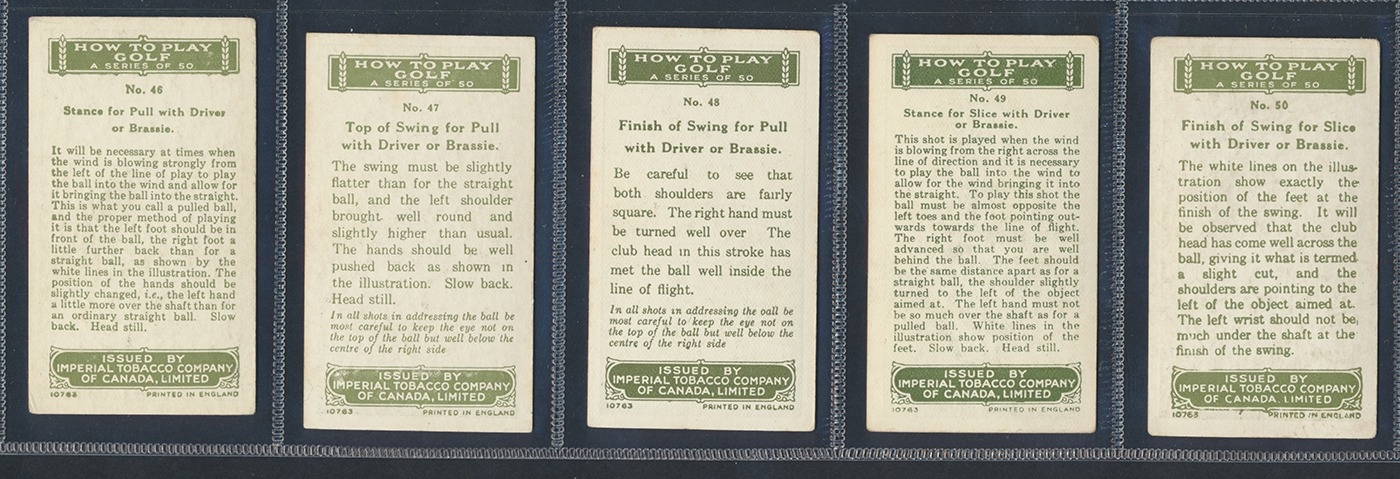 HOW TO PLAY
GOLF
A SERIES OF 50
No. 46
Stance for Pull with Driver
or Brassie.
It will be necessary at times when
the wind is blowing strongly from
the left of the line of play to play
the ball into the wind and allow for
it bringing the ball into the straight.
This is what you call a pulled ball,
and the proper method of playing
it is that the left foot should be in
front of the ball, the right foot a
little further back than for a
straight ball, as shown by the
white lines in the illustration. The
position of the hands should be
slightly changed, i.e., the left hand
a little more over the shaft than for
an ordinary straight ball. Slow
back. Head still.
ISSUED BY
IMPERIAL TOBACCO COMPANY
OF CANADA, LIMITED
10763 PRINTED IN ENGLAND
HOW TO PLAY
GOLF
A SERIES OF 50
No. 47
Top of Swing for Pull
with Driver or Brassie.
The swing must be slightly
flatter than for the straight
ball, and the left shoulder
brought well round and
slightly higher than usual.
The hands should be well
pushed back as shown in
the illustration. Slow back.
Head still.
In all shots in addressing the ball be
most careful to keep the eye not on
the top of the ball but well below the
centre of the right side
ISSUED BY
IMPERIAL TOBACCO COMPANY
OF CANADA, LIMITED
10763 PRINTED IN ENGLAND
HOW TO PLAY
GOLF
A SERIES OF 50
No. 48
Finish of Swing for Pull
with Driver or Brassie.
Be careful to see that
both shoulders are fairly
square. The right hand must
be turned well over The
club head in this stroke has
met the ball well inside the
line of flight.
In all shots in addressing the ball be
most careful to keep the eye not on
the top of the ball but well below the
centre of the right side
ISSUED BY
IMPERIAL TOBACCO COMPANY
OF CANADA, LIMITED
10763 PRINTED IN ENGLAND
HOW TO PLAY
GOLF
A SERIES OF 50
No. 49
Stance for Slice with Driver
or Brassie.
This shot is played when the wind
is blowing from the right across the
line of direction and it is necessary
to play the ball into the wind to
allow for the wind bringing it into
the straight. To play this shot the
ball must be almost opposite the
left toes and the foot pointing out-
wards towards the line of flight.
The right foot must be well
advanced so that you are well
behind the ball. The feet should
be the same distance apart as for a
straight ball, the shoulder slightly
turned to the left of the object
aimed at. The left hand must not
be so much over the shaft as for a
pulled ball. White lines in the
illustration show position of the
feet. Slow back. Head still.
ISSUED BY
IMPERIAL TOBACCO COMPANY
OF CANADA, LIMITED
10763 PRINTED IN ENGLAND
HOW TO PLAY
GOLF
A SERIES OF 50
No. 50
Finish of Swing for Slice
with Driver or Brassie.
The white lines on the illus-
tration show exactly the
position of the feet at the
finish of the swing. It will
be observed that the club
head has come well across the
ball, giving it what is termed
a slight cut, and the
shoulders are pointing to the
left of the object aimed at.
The left wrist should not be
much under the shaft at the
finish of the swing.
ISSUED BY
IMPERIAL TOBACCO COMPANY
OF CANADA, LIMITED
10763 PRINTED IN ENGLAND